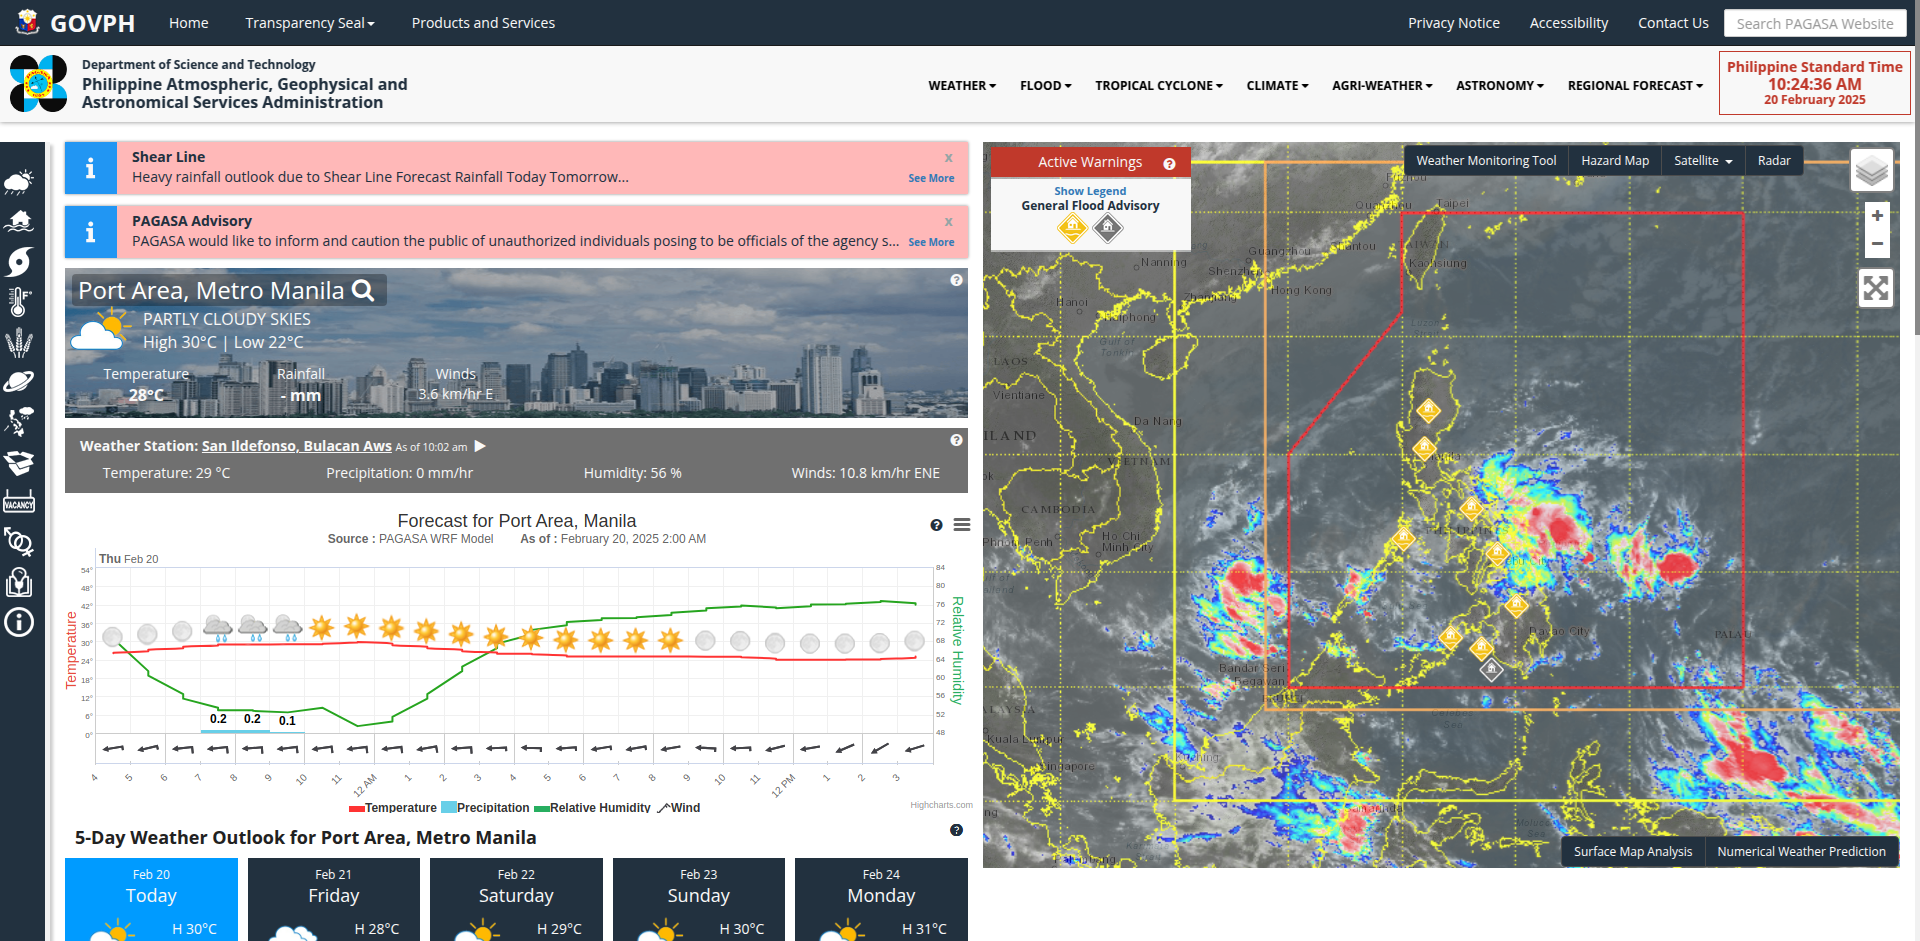 GOVPH
Home
Transparency Seal
Products and Services
Privacy Notice
Accessibility
Contact Us
Search PAGASA Website
Department of Science and Technology
Philippine Atmospheric, Geophysical and
Astronomical Services Administration
WEATHER
FLOOD
TROPICAL CYCLONE
CLIMATE
AGRI-WEATHER
ASTRONOMY
REGIONAL FORECAST
Philippine Standard Time
10:24:36 AM
20 February 2025
Shear Line
x
Heavy rainfall outlook due to Shear Line Forecast Rainfall Today Tomorrow...
See More
PAGASA Advisory
x
PAGASA would like to inform and caution the public of unauthorized individuals posing to be officials of the agency s...
See More
Port Area, Metro Manila
PARTLY CLOUDY SKIES
High 30°C | Low 22°C
Temperature
Rainfall
Winds
28°C
- mm
3.6 km/hr E
Weather Station: San Ildefonso, Bulacan Aws As of 10:02 am
Temperature: 29 °C
Precipitation: 0 mm/hr
Humidity: 56 %
Winds: 10.8 km/hr ENE
VACANCY
Forecast for Port Area, Manila
Source : PAGASA WRF Model As of : February 20, 2025 2:00 AM
Thu Feb 20
Temperature
54°
48°
42°
36°
30°
24°
18°
12°
6°
0°
Relative Humidity
84
80
76
72
68
64
60
56
52
48
0.2
0.2
0.1
4 5 6 7 8 9 10 11 12 AM 1 2 3 4 5 6 7 8 9 10 11 12 PM 1 2 3
Temperature Precipitation Relative Humidity Wind
Highcharts.com
5-Day Weather Outlook for Port Area, Metro Manila
Feb 20
Today
H 30°C
Feb 21
Friday
H 28°C
Feb 22
Saturday
H 29°C
Feb 23
Sunday
H 30°C
Feb 24
Monday
H 31°C
Active Warnings
Show Legend
General Flood Advisory
Weather Monitoring Tool
Hazard Map
Satellite
Radar
+
−
Taipei
TAIWAN
Kaohsiung
Guangzhou
Shantou
Nanning
Shenzhen
Hong Kong
Zhanjiang
Hanoi
Haiphong
Gulf of
Tonkin
LAOS
Vientiane
Da Nang
ILAND
VIETNAM
CAMBODIA
Phnom Penh
Ho Chi
Minh City
Davao City
PALAU
Bandar Seri
Begawan
Celebes
Sea
Kuala Lumpur
Singapore
Kuching
Surface Map Analysis
Numerical Weather Prediction